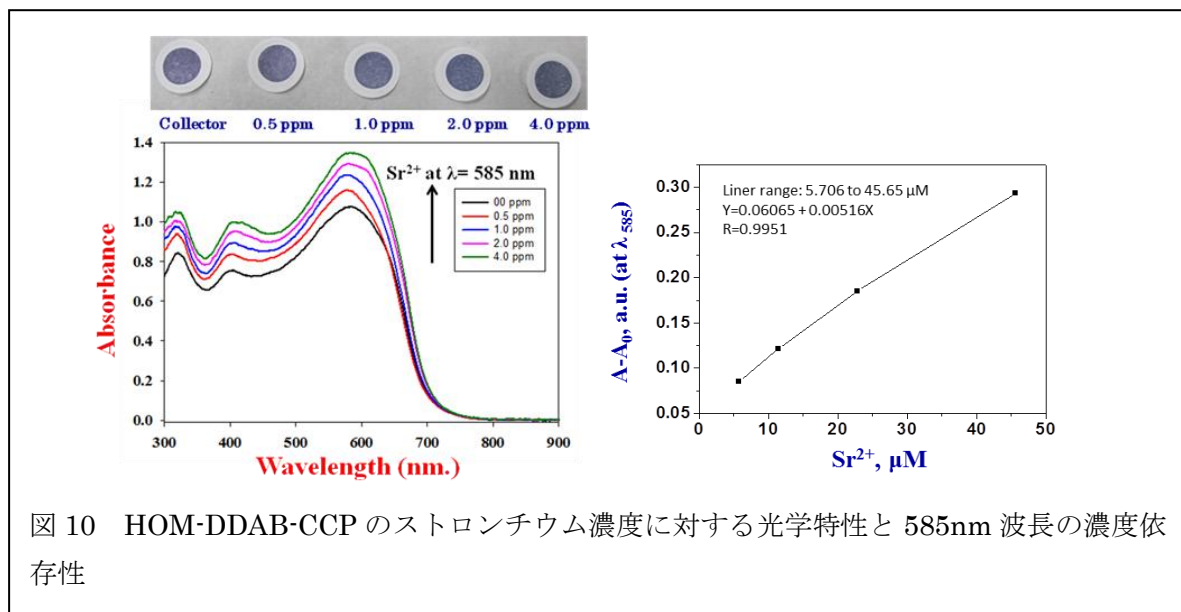 Collector 0.5 ppm 1.0 ppm 2.0 ppm 4.0 ppm
1.4
1.2
1.0
0.8
0.6
0.4
0.2
0.0
Absorbance
Sr²⁺ at λ= 585 nm
00 ppm
0.5 ppm
1.0 ppm
2.0 ppm
4.0 ppm
300 400 500 600 700 800 900
Wavelength (nm.)
0.30
0.25
0.20
0.15
0.10
0.05
A-A₀, a.u. (at λ ₅₈₅)
Liner range: 5.706 to 45.65 µM
Y=0.06065 + 0.00516X
R=0.9951
0 10 20 30 40 50
Sr²⁺, µM
図 10 HOM-DDAB-CCP のストロンチウム濃度に対する光学特性と 585nm 波長の濃度依
存性